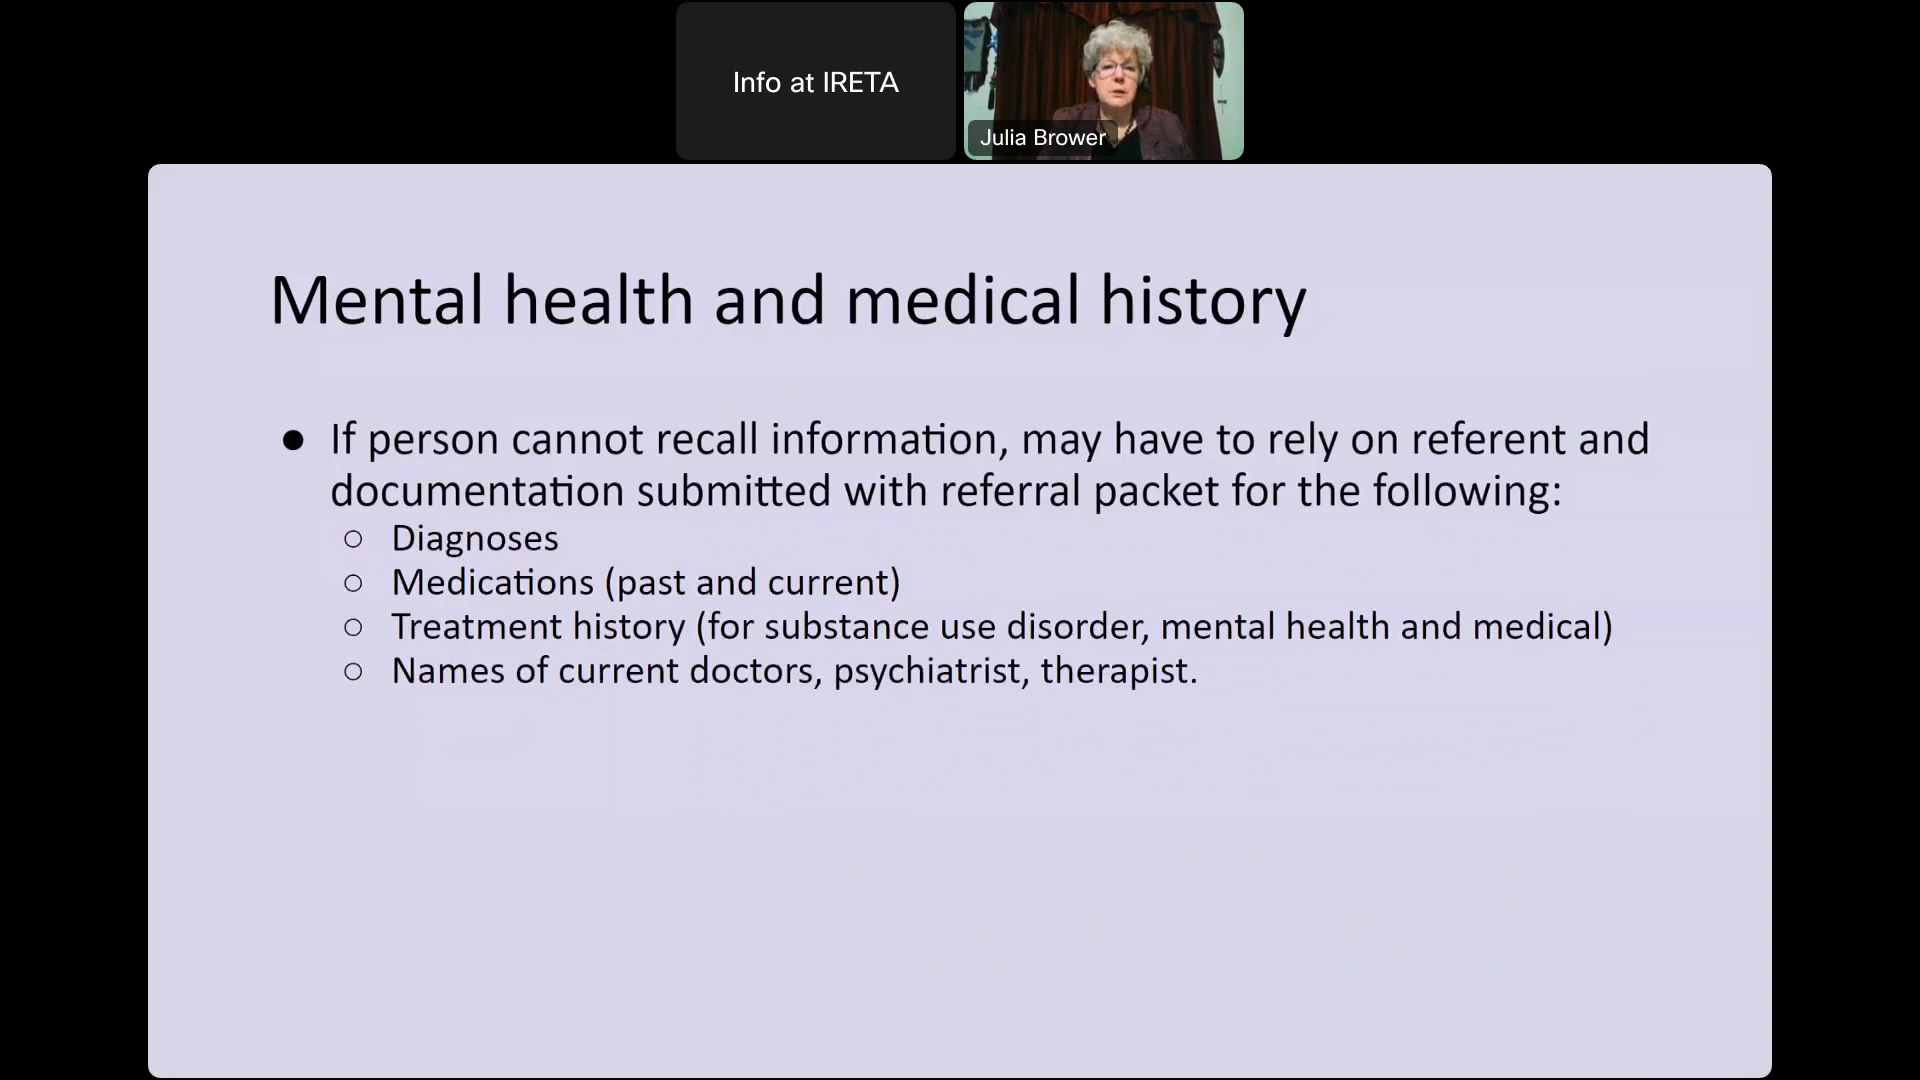 Info at IRETA
Julia Brower
Mental health and medical history
● If person cannot recall information, may have to rely on referent and
documentation submitted with referral packet for the following:
○ Diagnoses
○ Medications (past and current)
○ Treatment history (for substance use disorder, mental health and medical)
○ Names of current doctors, psychiatrist, therapist.